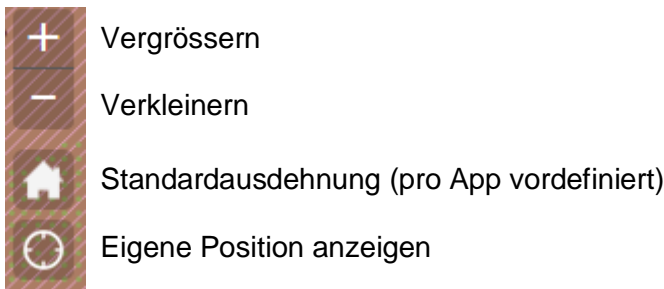 Vergrössern
Verkleinern
Standardausdehnung (pro App vordefiniert)
Eigene Position anzeigen